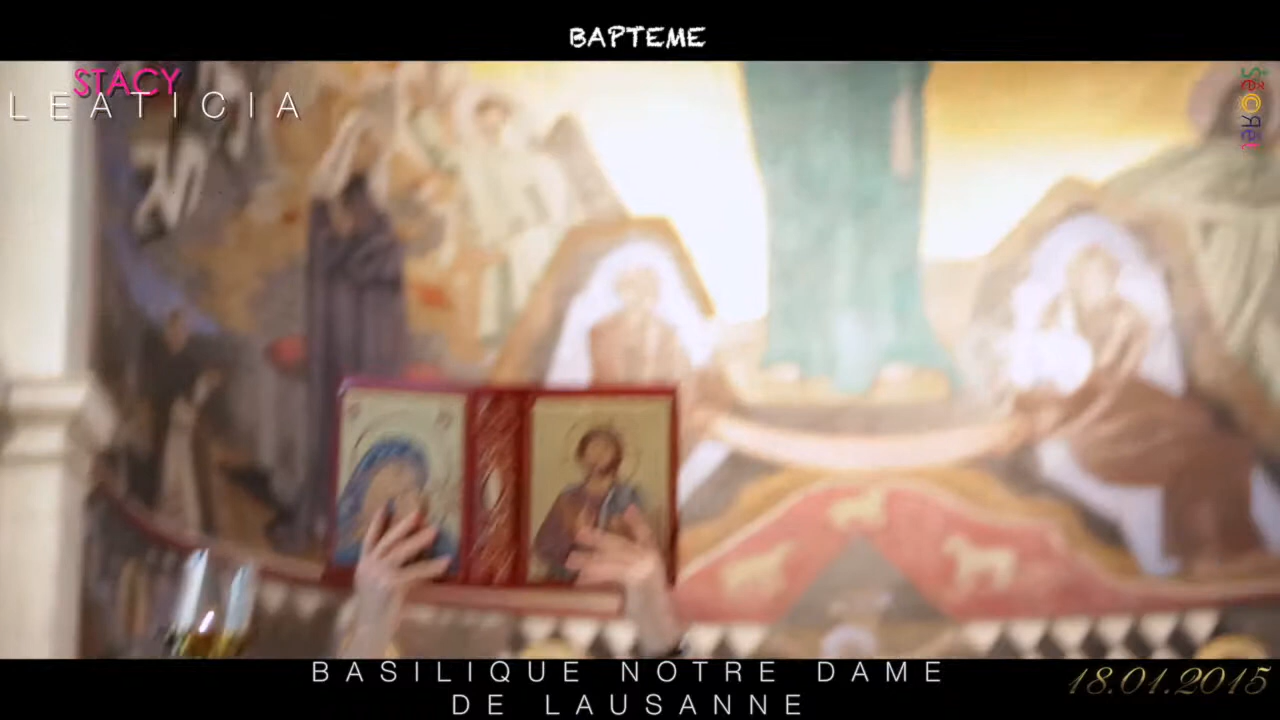 BAPTEME
STACY
LEATICIA
BASILIQUE NOTRE DAME
DE LAUSANNE
18.01.2015